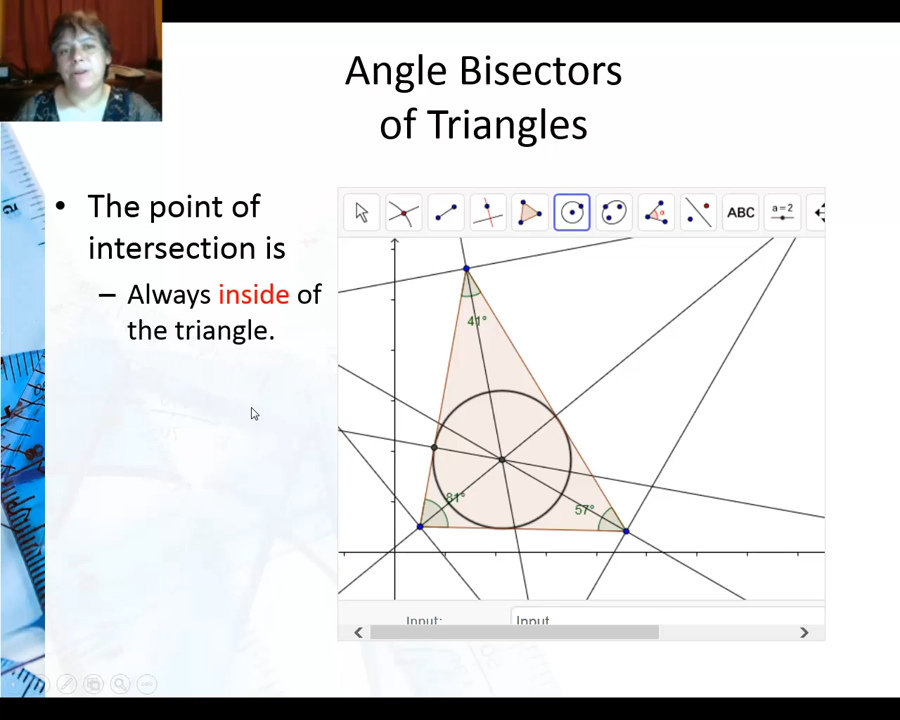 Angle Bisectors
of Triangles
• The point of
intersection is
– Always inside of
the triangle.
α
ABC
a=2
41°
81°
57°
Input:
Input